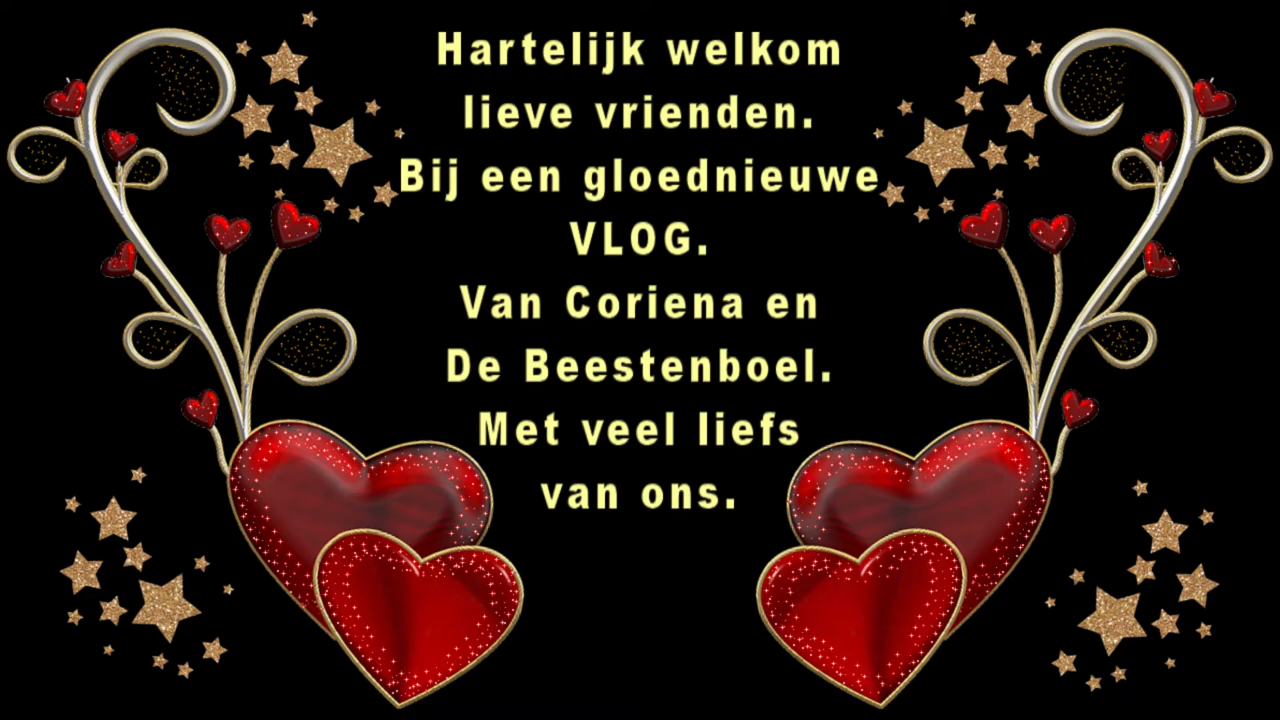 Hartelijk welkom
lieve vrienden.
Bij een gloednieuwe
VLOG.
Van Coriena en
De Beestenboel.
Met veel liefs
van ons.